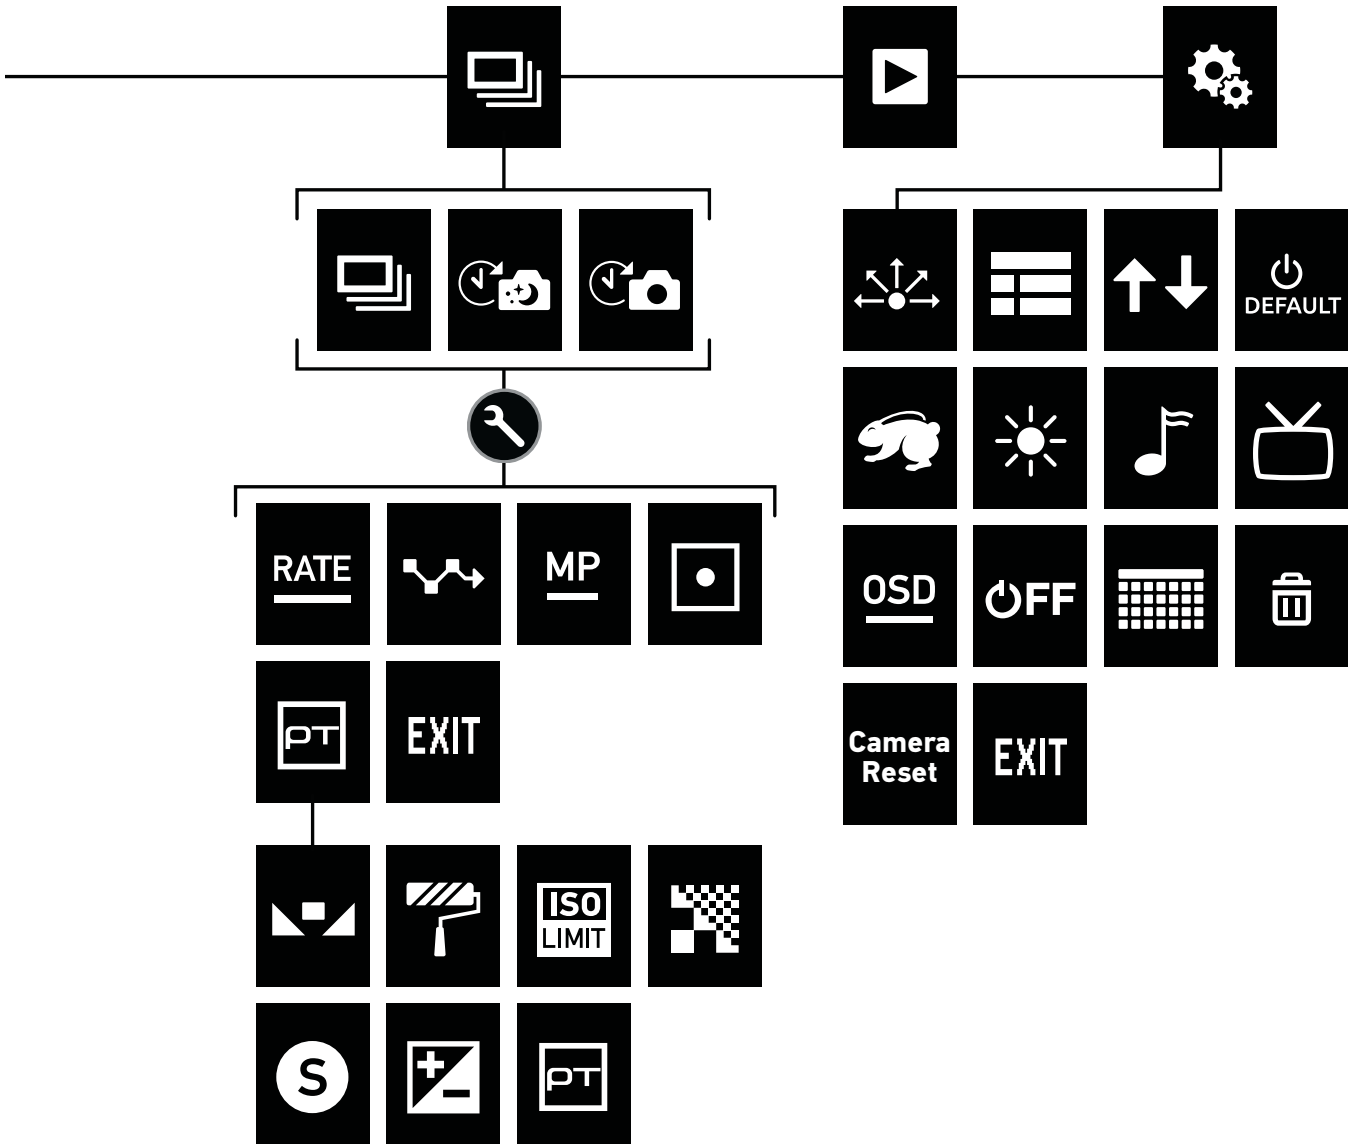 DEFAULT
RATE
MP
OSD
OFF
PT
EXIT
Camera
Reset
EXIT
ISO
LIMIT
S
PT